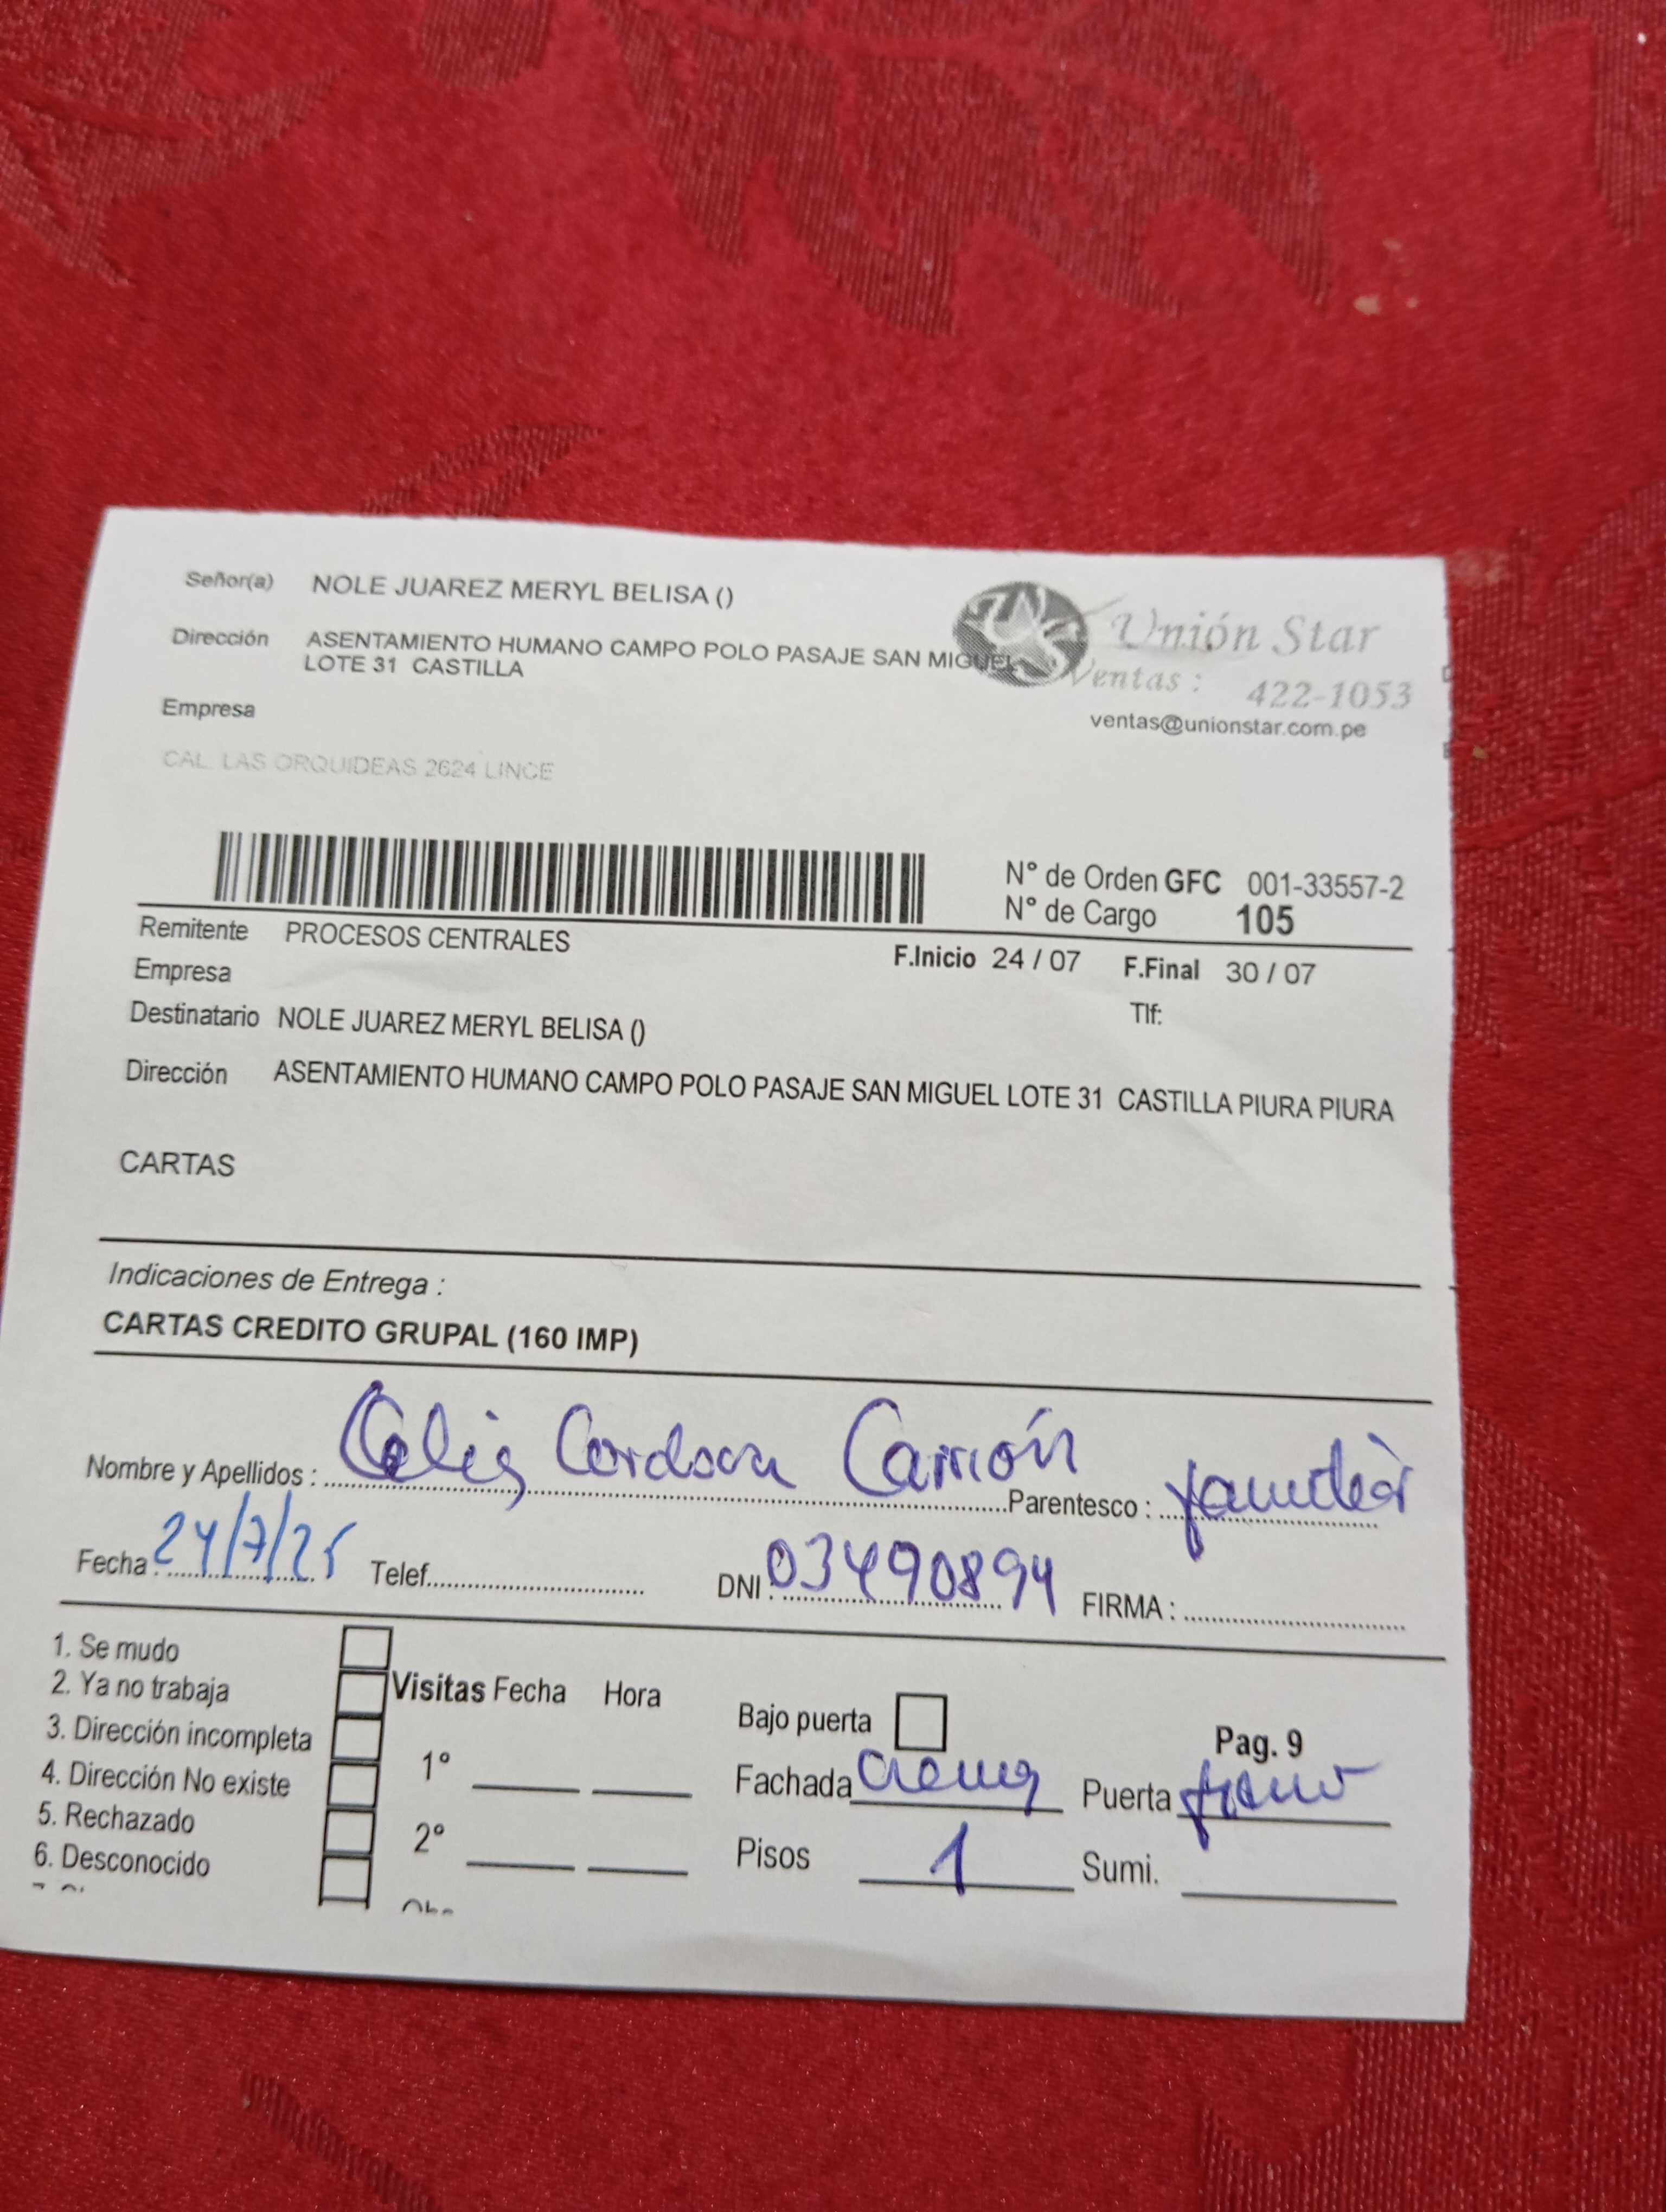 Señor(a) NOLE JUAREZ MERYL BELISA ()
Dirección ASENTAMIENTO HUMANO CAMPO POLO PASAJE SAN MIGUEL
LOTE 31 CASTILLA
Unión Star
Ventas : 422-1053
ventas@unionstar.com.pe
Empresa
CAL. LAS ORQUIDEAS 2624 LINCE
N° de Orden GFC 001-33557-2
N° de Cargo 105
Remitente PROCESOS CENTRALES
F.Inicio 24 / 07 F.Final 30 / 07
Empresa
Tlf:
Destinatario NOLE JUAREZ MERYL BELISA ()
Dirección ASENTAMIENTO HUMANO CAMPO POLO PASAJE SAN MIGUEL LOTE 31 CASTILLA PIURA PIURA
CARTAS
Indicaciones de Entrega :
CARTAS CREDITO GRUPAL (160 IMP)
Nombre y Apellidos : Cordova Carrión Parentesco : familiar
Fecha : 24/7/25 Telef. DNI : 03490894 FIRMA :
1. Se mudo
2. Ya no trabaja
3. Dirección incompleta
4. Dirección No existe
5. Rechazado
6. Desconocido
Visitas Fecha Hora
1°
2°
Bajo puerta
Pag. 9
Fachada crema Puerta
Pisos 1 Sumi.